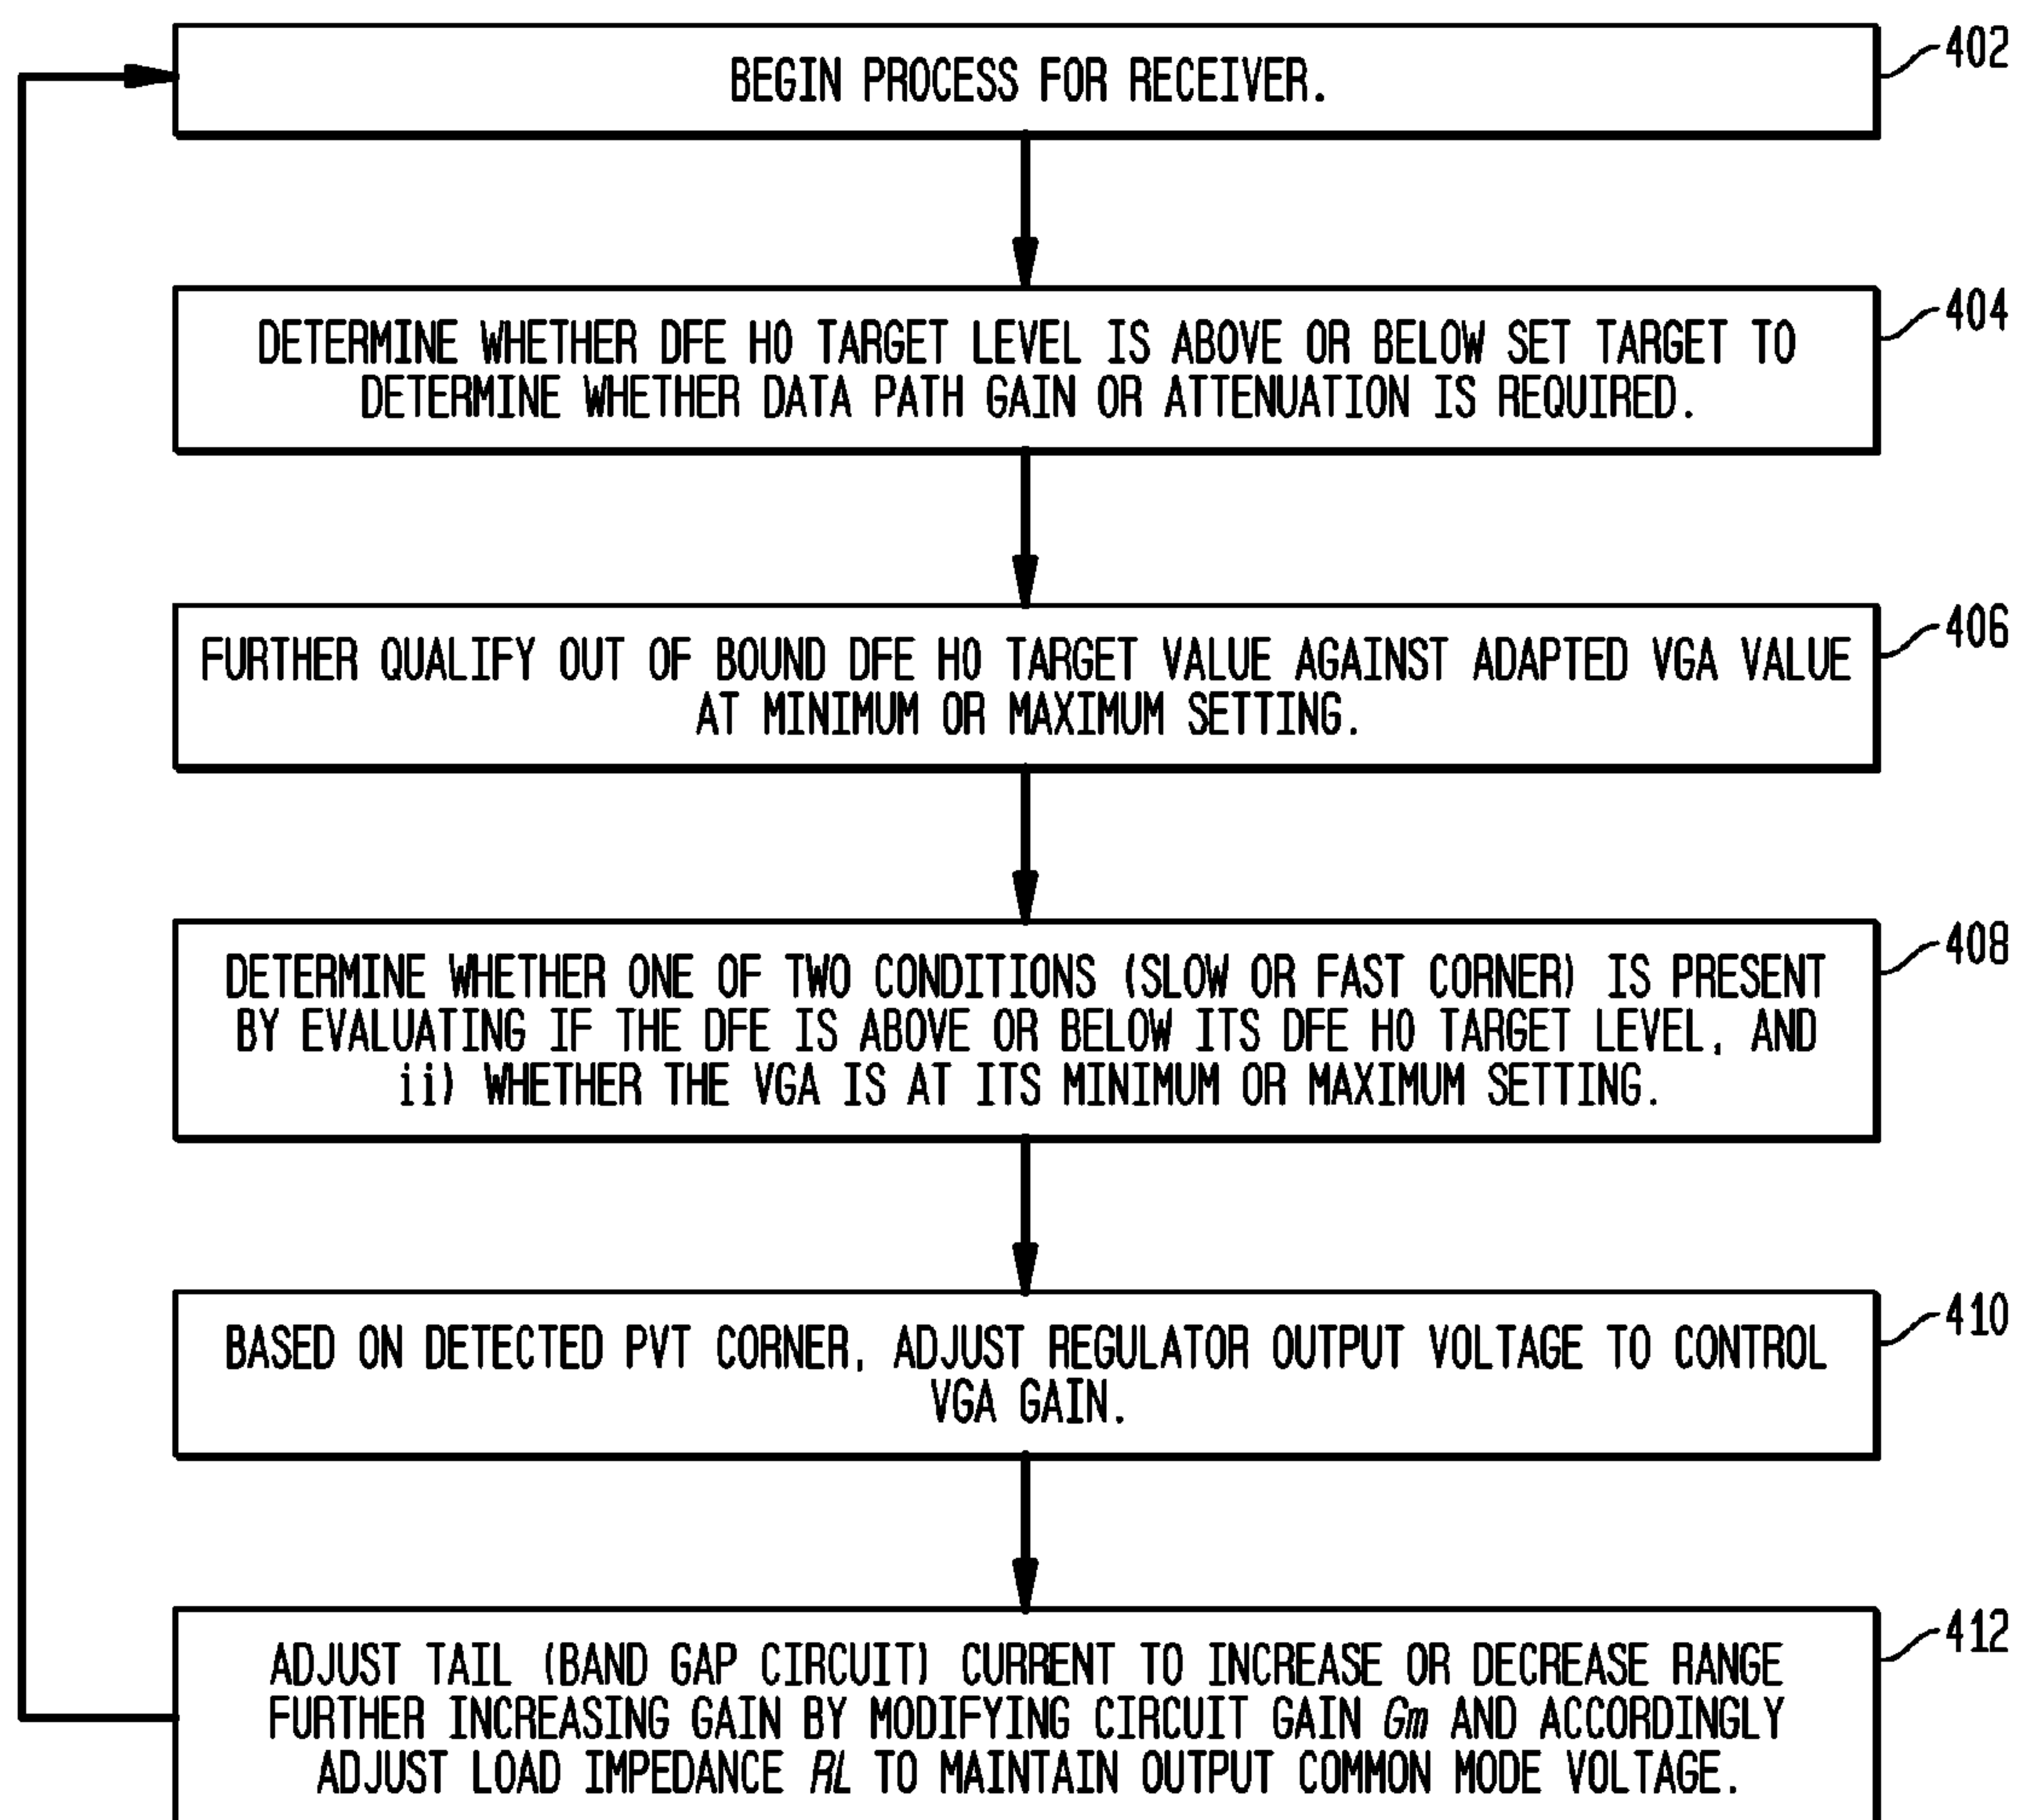 BEGIN PROCESS FOR RECEIVER.
402
DETERMINE WHETHER DFE H0 TARGET LEVEL IS ABOVE OR BELOW SET TARGET TO
DETERMINE WHETHER DATA PATH GAIN OR ATTENUATION IS REQUIRED.
404
FURTHER QUALIFY OUT OF BOUND DFE H0 TARGET VALUE AGAINST ADAPTED VGA VALUE
AT MINIMUM OR MAXIMUM SETTING.
406
DETERMINE WHETHER ONE OF TWO CONDITIONS (SLOW OR FAST CORNER) IS PRESENT
BY EVALUATING IF THE DFE IS ABOVE OR BELOW ITS DFE H0 TARGET LEVEL, AND
ii) WHETHER THE VGA IS AT ITS MINIMUM OR MAXIMUM SETTING.
408
BASED ON DETECTED PVT CORNER, ADJUST REGULATOR OUTPUT VOLTAGE TO CONTROL
VGA GAIN.
410
ADJUST TAIL (BAND GAP CIRCUIT) CURRENT TO INCREASE OR DECREASE RANGE
FURTHER INCREASING GAIN BY MODIFYING CIRCUIT GAIN Gm AND ACCORDINGLY
ADJUST LOAD IMPEDANCE RL TO MAINTAIN OUTPUT COMMON MODE VOLTAGE.
412